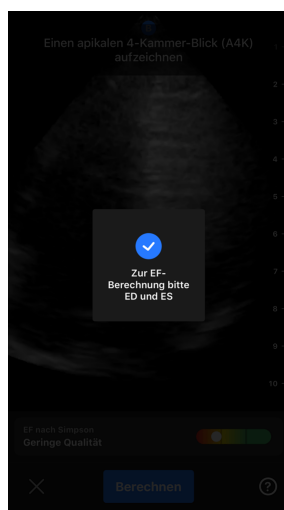 Einen apikalen 4-Kammer-Blick (A4K)
aufzeichnen
1
2
3
4
5
6
7
8
9
10
Zur EF-
Berechnung bitte
ED und ES
EF nach Simpson
Geringe Qualität
Berechnen
?